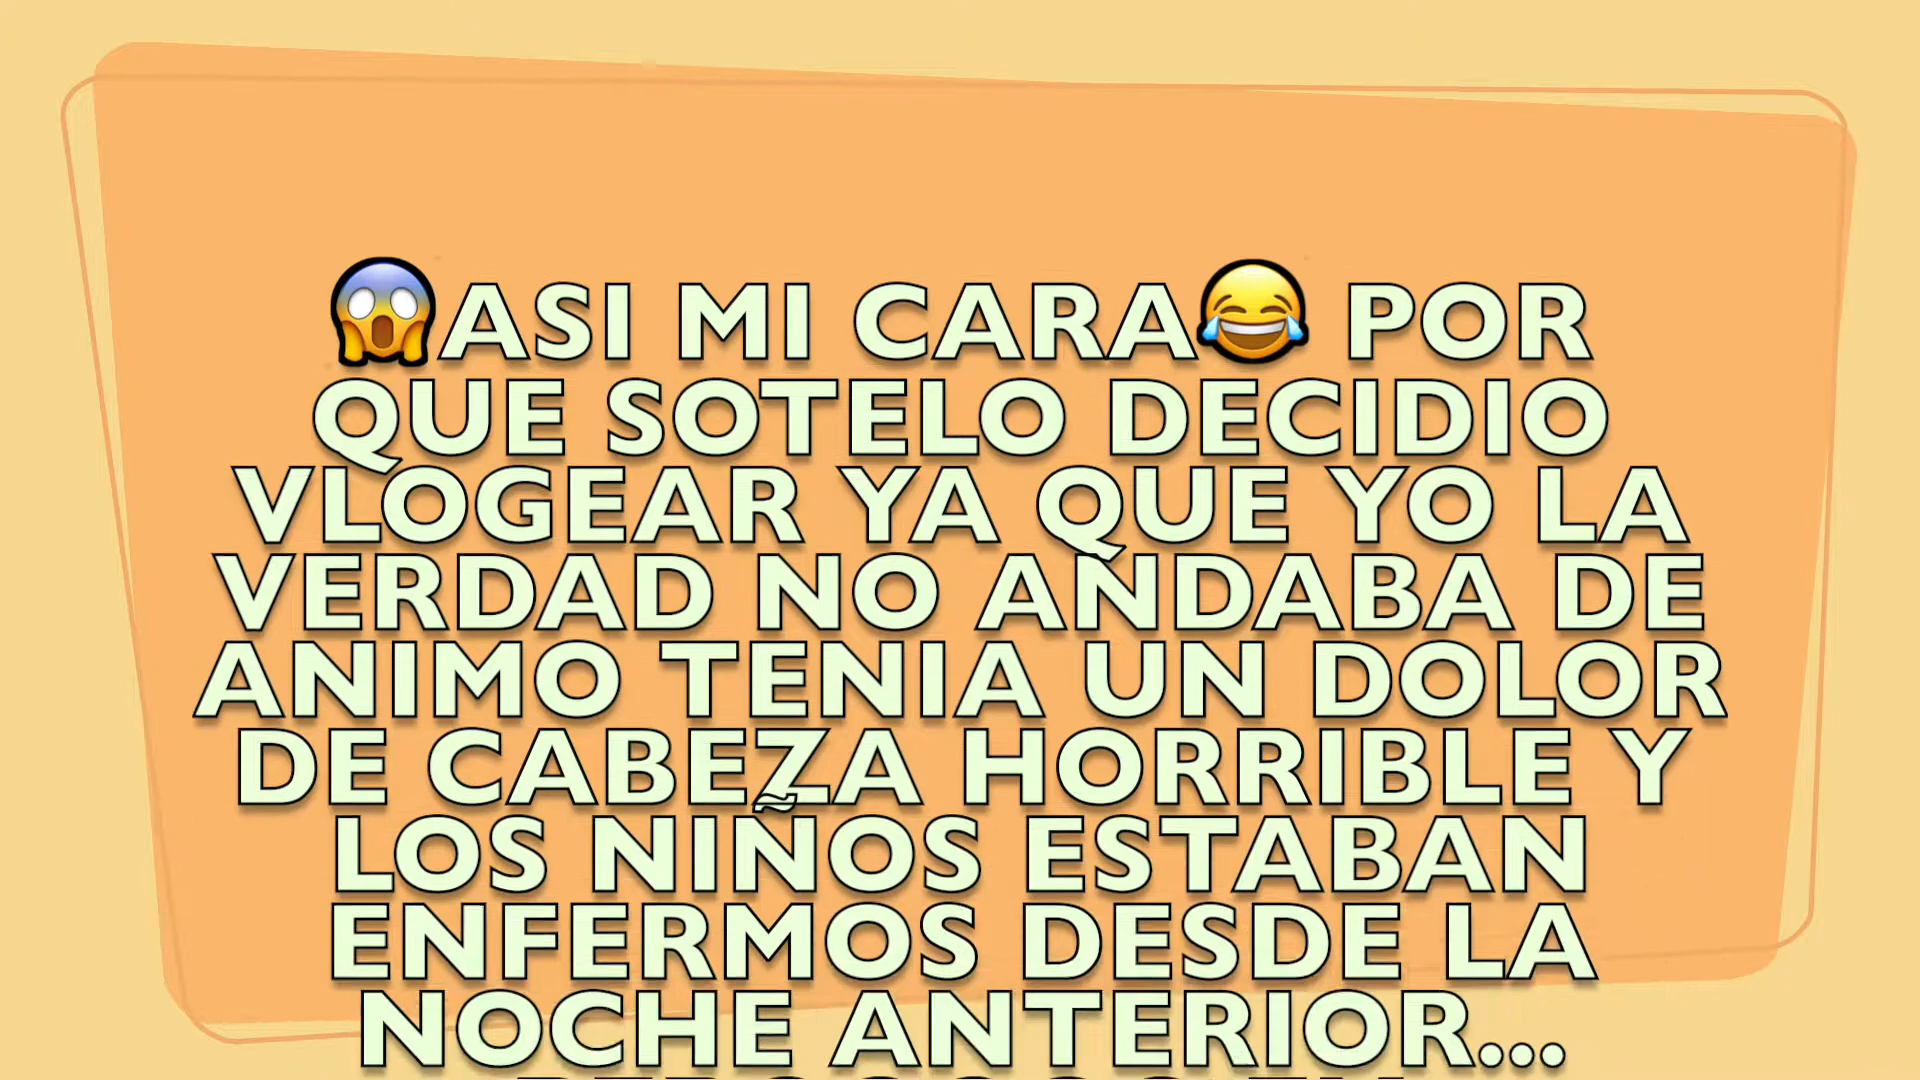 😱ASI MI CARA😂 POR
QUE SOTELO DECIDIO
VLOGEAR YA QUE YO LA
VERDAD NO ANDABA DE
ANIMO TENIA UN DOLOR
DE CABEZA HORRIBLE Y
LOS NIÑOS ESTABAN
ENFERMOS DESDE LA
NOCHE ANTERIOR...